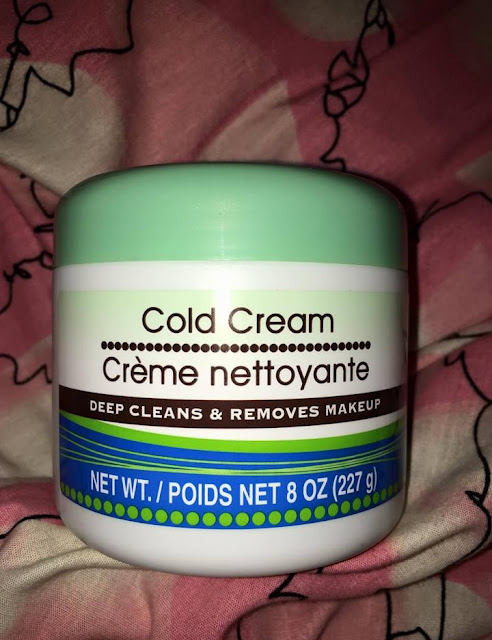 Cold Cream
Crème nettoyante
DEEP CLEANS & REMOVES MAKEUP
NET WT. / POIDS NET 8 OZ (227 g)